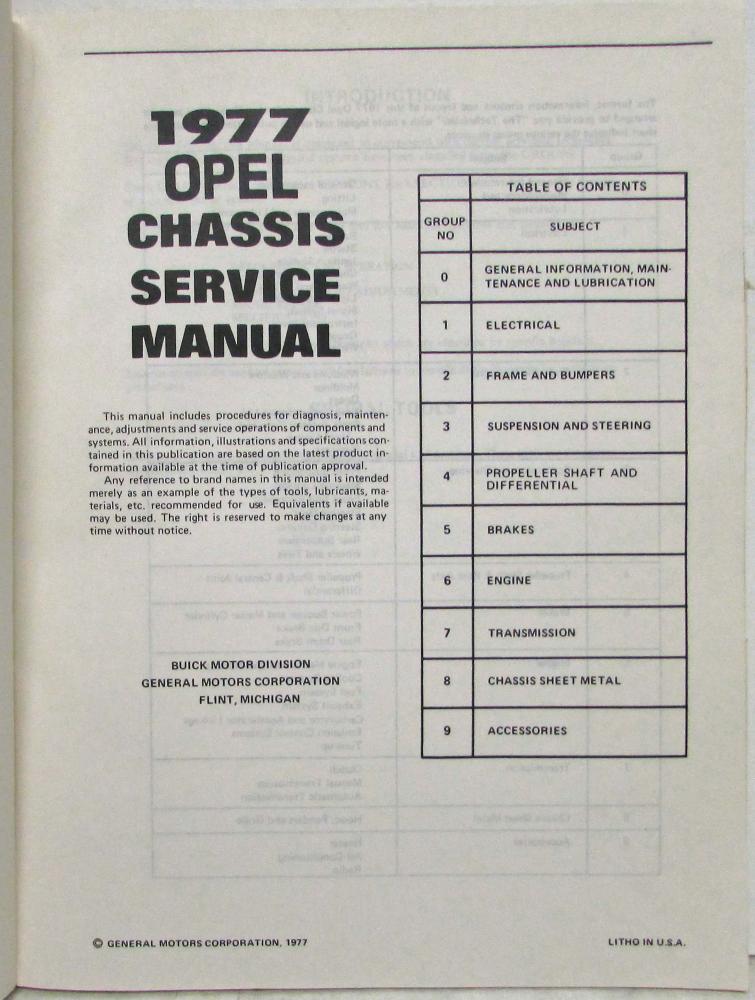 1977
OPEL
CHASSIS
SERVICE
MANUAL
This manual includes procedures for diagnosis, mainten-
ance, adjustments and service operations of components and
systems. All information, illustrations and specifications con-
tained in this publication are based on the latest product in-
formation available at the time of publication approval.
Any reference to brand names in this manual is intended
merely as an example of the types of tools, lubricants, ma-
terials, etc. recommended for use. Equivalents if available
may be used. The right is reserved to make changes at any
time without notice.
BUICK MOTOR DIVISION
GENERAL MOTORS CORPORATION
FLINT, MICHIGAN
TABLE OF CONTENTS
GROUP
NO
SUBJECT
0
GENERAL INFORMATION, MAIN-
TENANCE AND LUBRICATION
1 ELECTRICAL
2 FRAME AND BUMPERS
3 SUSPENSION AND STEERING
4
PROPELLER SHAFT AND
DIFFERENTIAL
5 BRAKES
6 ENGINE
7 TRANSMISSION
8 CHASSIS SHEET METAL
9 ACCESSORIES
© GENERAL MOTORS CORPORATION, 1977
LITHO IN U.S.A.